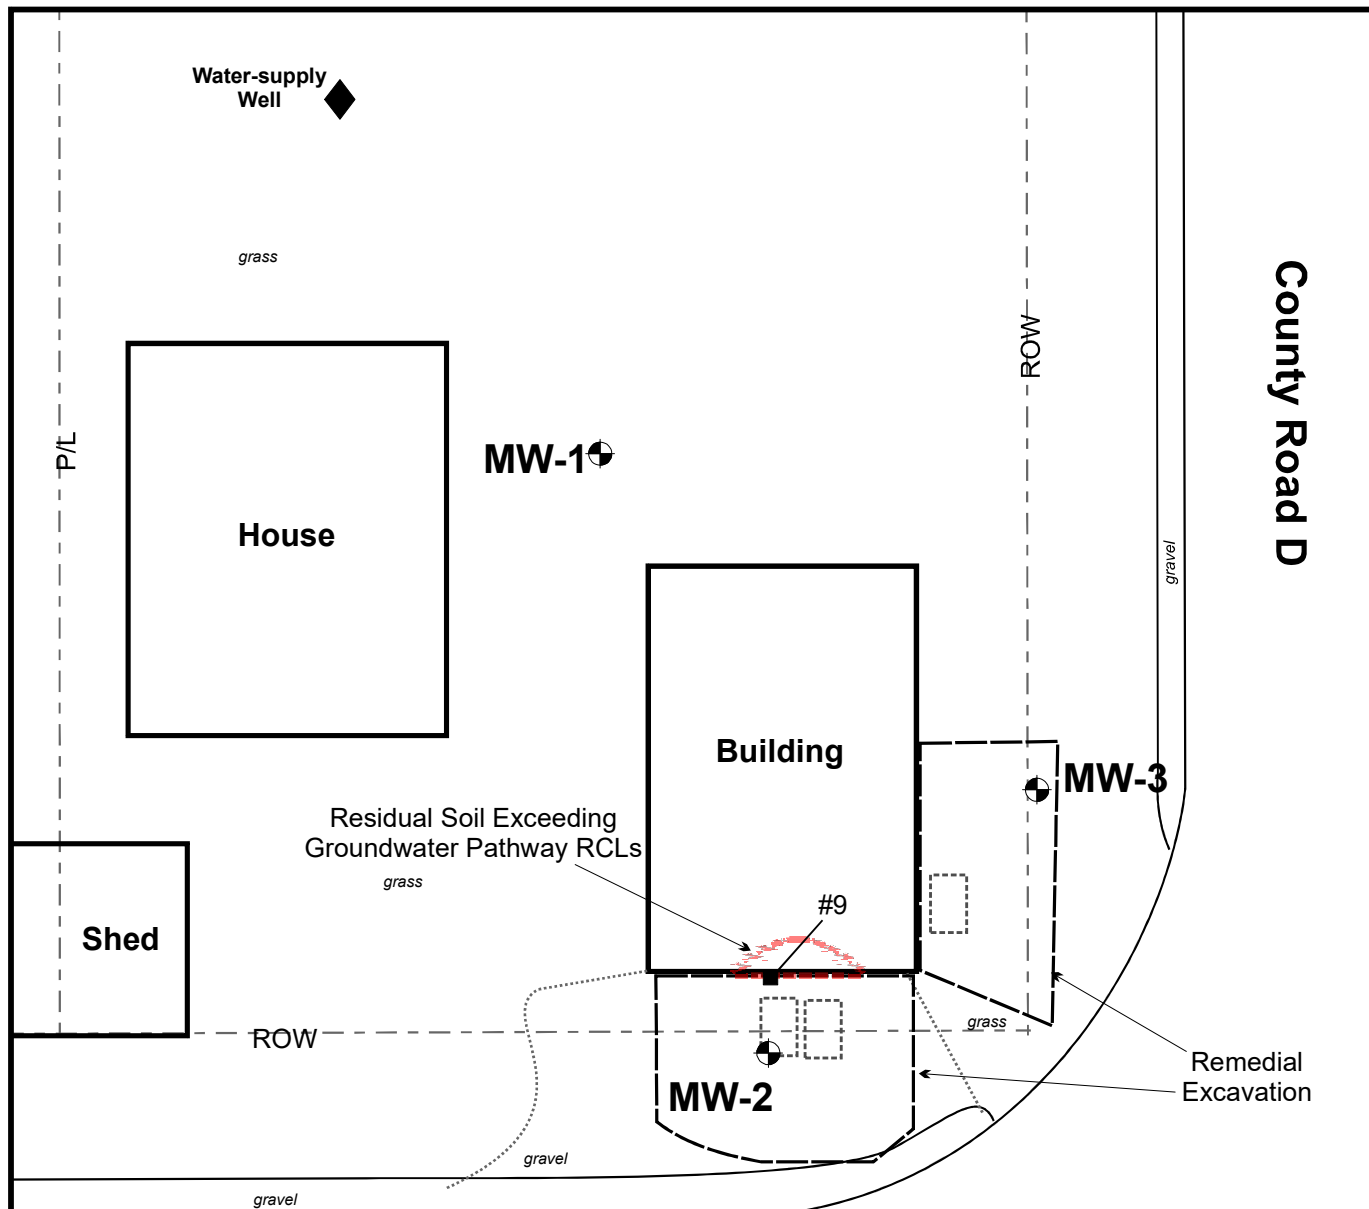 Water-supply
Well
grass
County Road D
ROW
P/L
MW-1
House
gravel
Building
MW-3
Residual Soil Exceeding
Groundwater Pathway RCLs
grass
#9
Shed
grass
ROW
Remedial
Excavation
MW-2
gravel
gravel